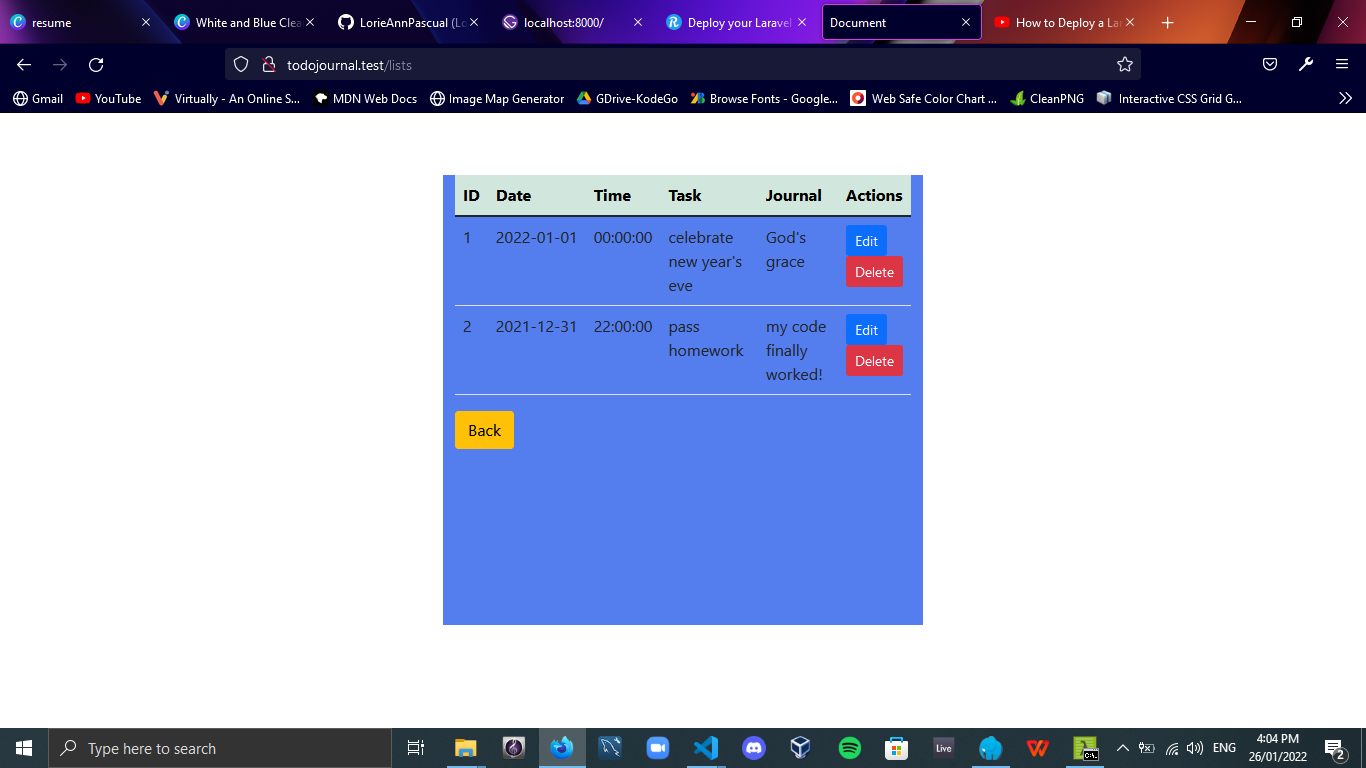 resume
White and Blue Clea
LorieAnnPascual (Lo
localhost:8000/
Deploy your Laravel
Document
How to Deploy a La
todojournal.test/lists
Gmail
YouTube
Virtually - An Online S...
MDN Web Docs
Image Map Generator
GDrive-KodeGo
Browse Fonts - Google...
Web Safe Color Chart ...
CleanPNG
Interactive CSS Grid G...
ID Date Time Task Journal Actions
1 2022-01-01 00:00:00 celebrate God's Edit
new year's grace Delete
eve
2 2021-12-31 22:00:00 pass my code Edit
homework finally Delete
worked!
Back
Type here to search
Live
ENG
4:04 PM
26/01/2022
2